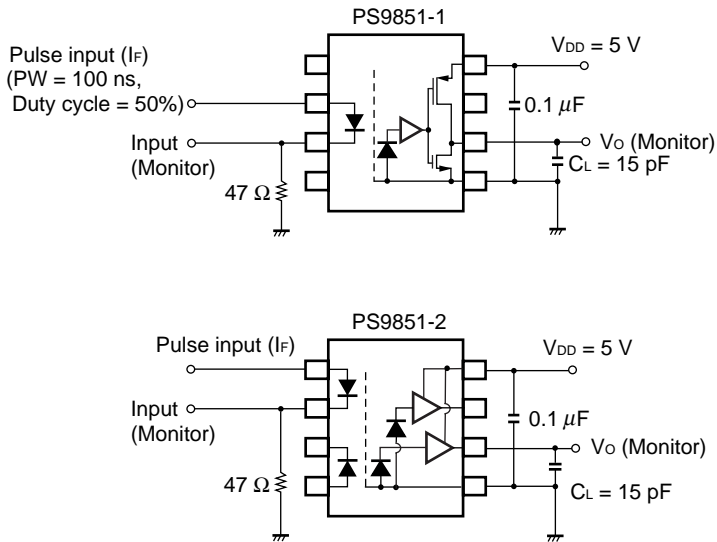 PS9851-1
Pulse input (IF)
(PW = 100 ns,
Duty cycle = 50%)
VDD = 5 V
0.1 μF
Input
(Monitor)
VO (Monitor)
CL = 15 pF
47 Ω
PS9851-2
Pulse input (IF)
VDD = 5 V
Input
(Monitor)
0.1 μF
VO (Monitor)
47 Ω
CL = 15 pF